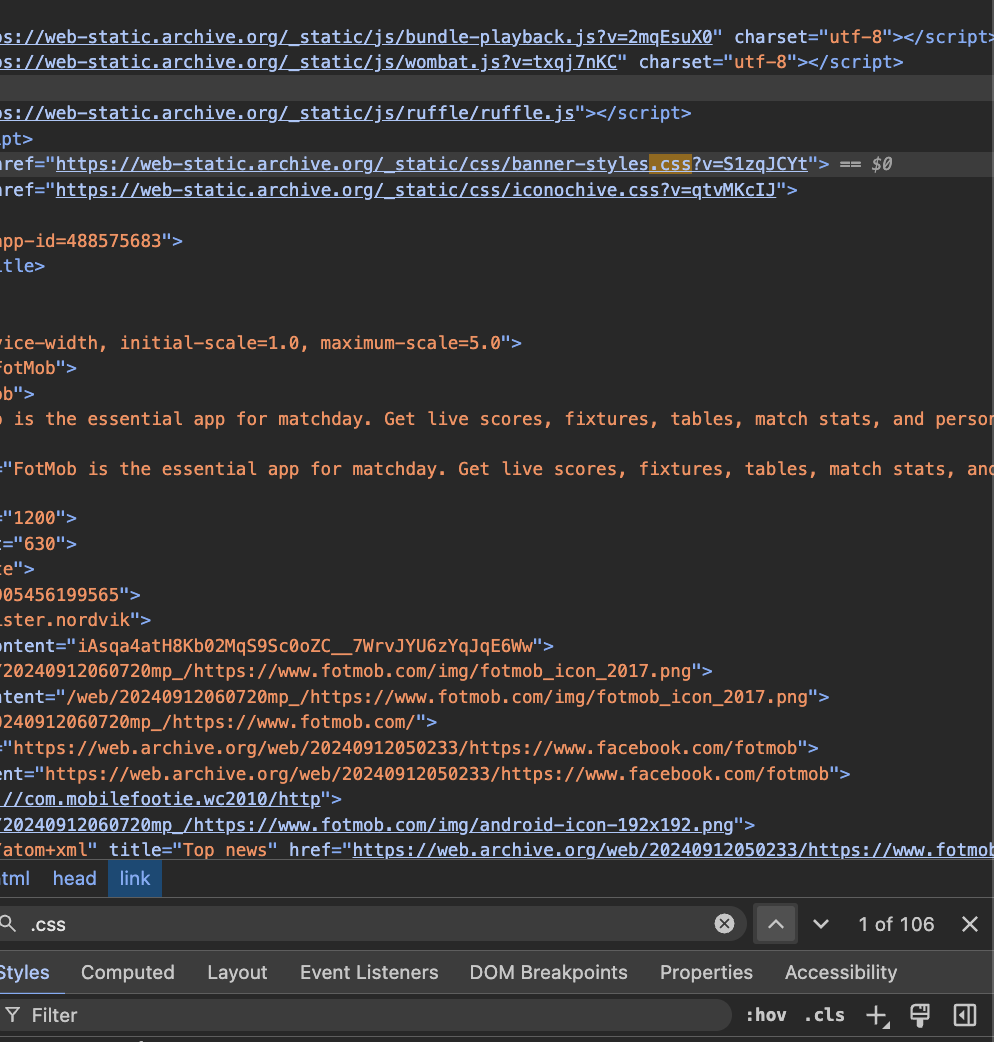 ps://web-static.archive.org/_static/js/bundle-playback.js?v=2mqEsuX0" charset="utf-8"></script>
ps://web-static.archive.org/_static/js/wombat.js?v=txqj7nKC" charset="utf-8"></script>
ps://web-static.archive.org/_static/js/ruffle/ruffle.js"></script>
ipt>
href="https://web-static.archive.org/_static/css/banner-styles.css?v=S1zqJCYt"> == $0
href="https://web-static.archive.org/_static/css/iconochive.css?v=qtvMKcIJ">
app-id=488575683">
itle>
vice-width, initial-scale=1.0, maximum-scale=5.0">
FotMob">
ob">
b is the essential app for matchday. Get live scores, fixtures, tables, match stats, and person
="FotMob is the essential app for matchday. Get live scores, fixtures, tables, match stats, and
="1200">
t="630">
te">
905456199565">
ister.nordvik">
ontent="iAsqa4atH8Kb02MqS9Sc0oZC__7WrvJYU6zYqJqE6Ww">
/20240912060720mp_/https://www.fotmob.com/img/fotmob_icon_2017.png">
ntent="/web/20240912060720mp_/https://www.fotmob.com/img/fotmob_icon_2017.png">
0240912060720mp_/https://www.fotmob.com/">
="https://web.archive.org/web/20240912050233/https://www.facebook.com/fotmob">
ent="https://web.archive.org/web/20240912050233/https://www.facebook.com/fotmob">
://com.mobilefootie.wc2010/http">
/20240912060720mp_/https://www.fotmob.com/img/android-icon-192x192.png">
/atom+xml" title="Top news" href="https://web.archive.org/web/20240912050233/https://www.fotmob
html head link
.css 1 of 106
Styles Computed Layout Event Listeners DOM Breakpoints Properties Accessibility
Filter :hov .cls